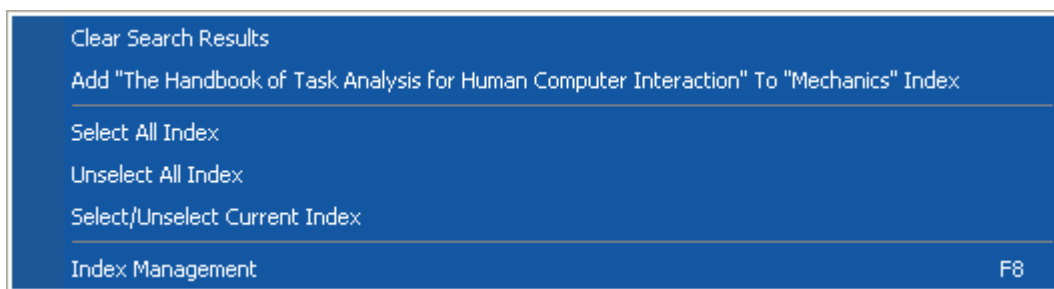 Clear Search Results
Add "The Handbook of Task Analysis for Human Computer Interaction" To "Mechanics" Index
Select All Index
Unselect All Index
Select/Unselect Current Index
Index Management F8